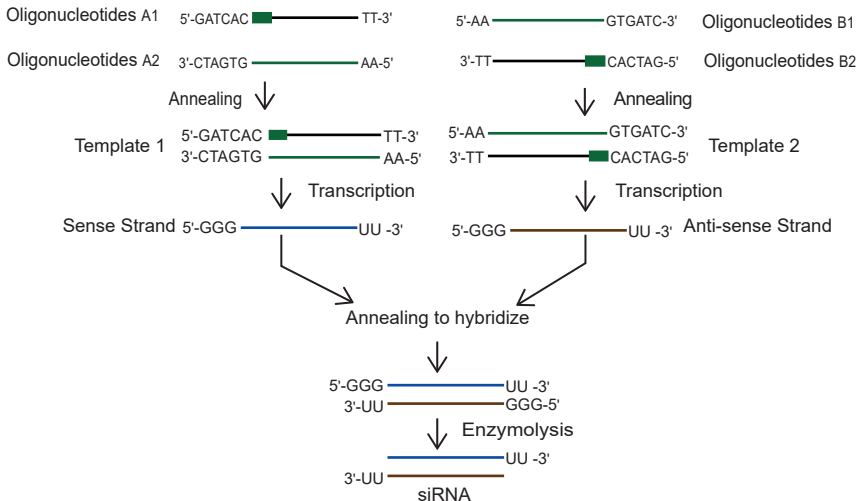 Oligonucleotides A1 5'-GATCAC TT-3' 5'-AA GTGATC-3' Oligonucleotides B1
Oligonucleotides A2 3'-CTAGTG AA-5' 3'-TT CACTAG-5' Oligonucleotides B2
Annealing Annealing
Template 1 5'-GATCAC TT-3' 5'-AA GTGATC-3' Template 2
3'-CTAGTG AA-5' 3'-TT CACTAG-5'
Transcription Transcription
Sense Strand 5'-GGG UU -3' 5'-GGG UU -3' Anti-sense Strand
Annealing to hybridize
5'-GGG UU -3'
3'-UU GGG-5'
Enzymolysis
UU -3'
3'-UU
siRNA